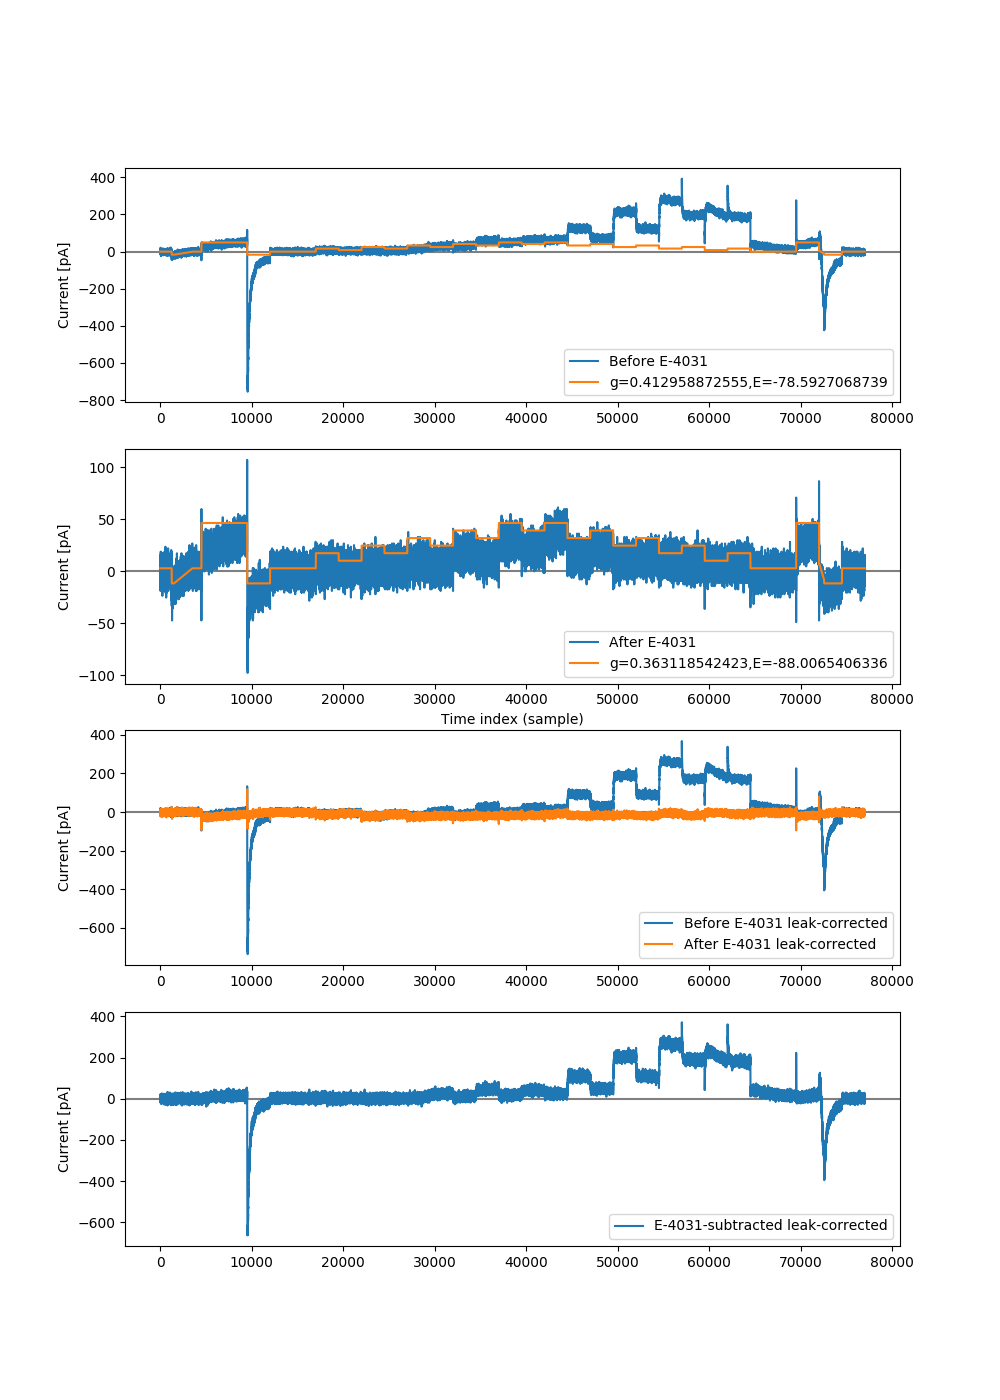 400
200
0
−200
−400
−600
−800
Current [pA]
Before E-4031
g=0.412958872555,E=-78.5927068739
0 10000 20000 30000 40000 50000 60000 70000 80000
100
50
0
−50
−100
Current [pA]
After E-4031
g=0.363118542423,E=-88.0065406336
0 10000 20000 30000 40000 50000 60000 70000 80000
Time index (sample)
400
200
0
−200
−400
−600
Current [pA]
Before E-4031 leak-corrected
After E-4031 leak-corrected
0 10000 20000 30000 40000 50000 60000 70000 80000
400
200
0
−200
−400
−600
Current [pA]
E-4031-subtracted leak-corrected
0 10000 20000 30000 40000 50000 60000 70000 80000